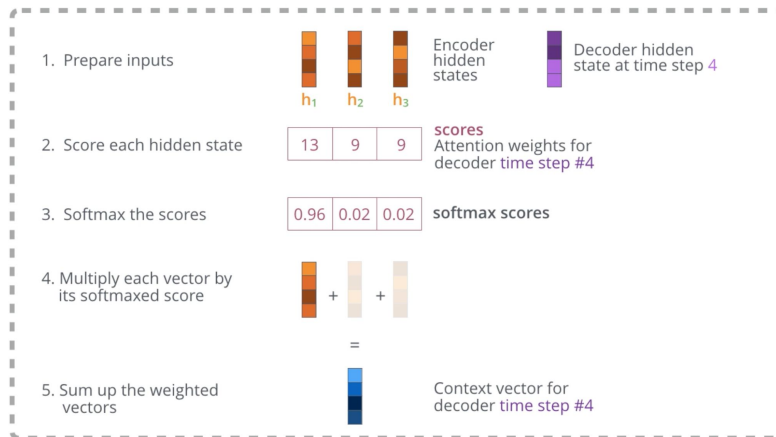 1. Prepare inputs
h1 h2 h3
Encoder
hidden
states
Decoder hidden
state at time step 4
2. Score each hidden state
13 9 9
scores
Attention weights for
decoder time step #4
3. Softmax the scores
0.96 0.02 0.02
softmax scores
4. Multiply each vector by
its softmaxed score
+ +
=
5. Sum up the weighted
vectors
Context vector for
decoder time step #4